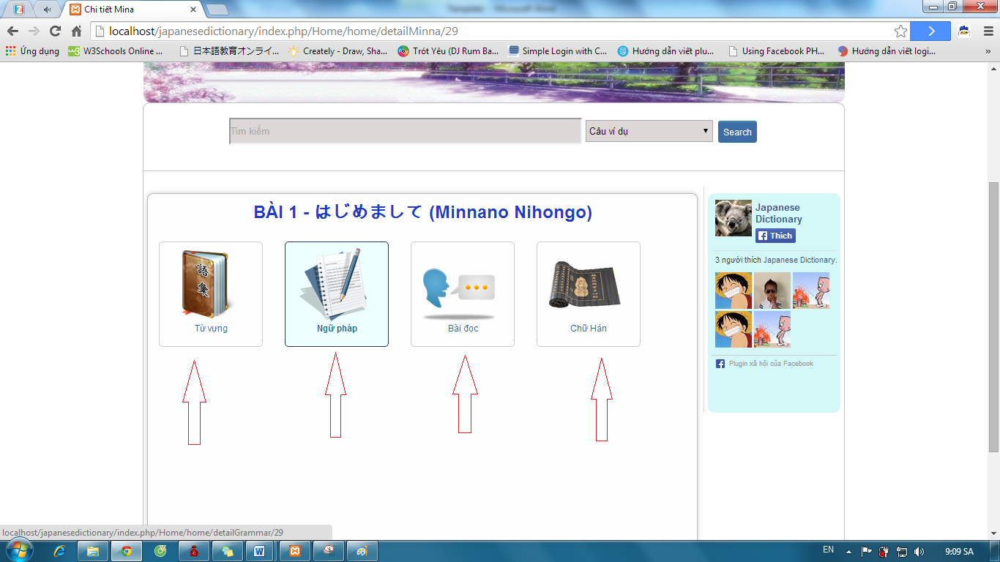 Chi tiết Mina
Template - Microsoft Word
localhost/japanesedictionary/index.php/Home/home/detailMinna/29
Ứng dụng
W3Schools Online ...
日本語教育オンライ...
Creately - Draw, Sha...
Trót Yêu (DJ Rum Ba...
Simple Login with C...
Hướng dẫn viết plu...
Using Facebook PH...
Hướng dẫn viết logi...
»
Tìm kiếm
Câu ví dụ
Search
BÀI 1 - はじめまして (Minnano Nihongo)
語彙
Từ vựng
Ngữ pháp
Bài đọc
Chữ Hán
Japanese
Dictionary
Thích
3 người thích Japanese Dictionary.
Plugin xã hội của Facebook
localhost/japanesedictionary/index.php/Home/home/detailGrammar/29
EN
9:09 SA